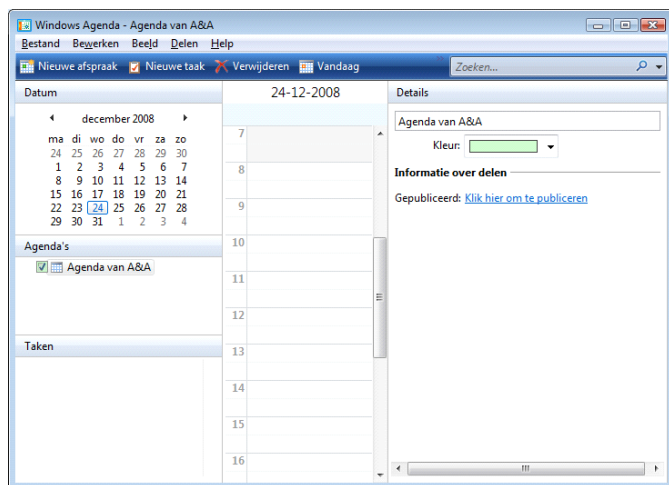 Windows Agenda - Agenda van A&A
Bestand Bewerken Beeld Delen Help
Nieuwe afspraak Nieuwe taak Verwijderen Vandaag Zoeken...
Datum
december 2008
ma di wo do vr za zo
24 25 26 27 28 29 30
1 2 3 4 5 6 7
8 9 10 11 12 13 14
15 16 17 18 19 20 21
22 23 24 25 26 27 28
29 30 31 1 2 3 4
Agenda's
Agenda van A&A
Taken
24-12-2008
7
8
9
10
11
12
13
14
15
16
Details
Agenda van A&A
Kleur:
Informatie over delen
Gepubliceerd: Klik hier om te publiceren